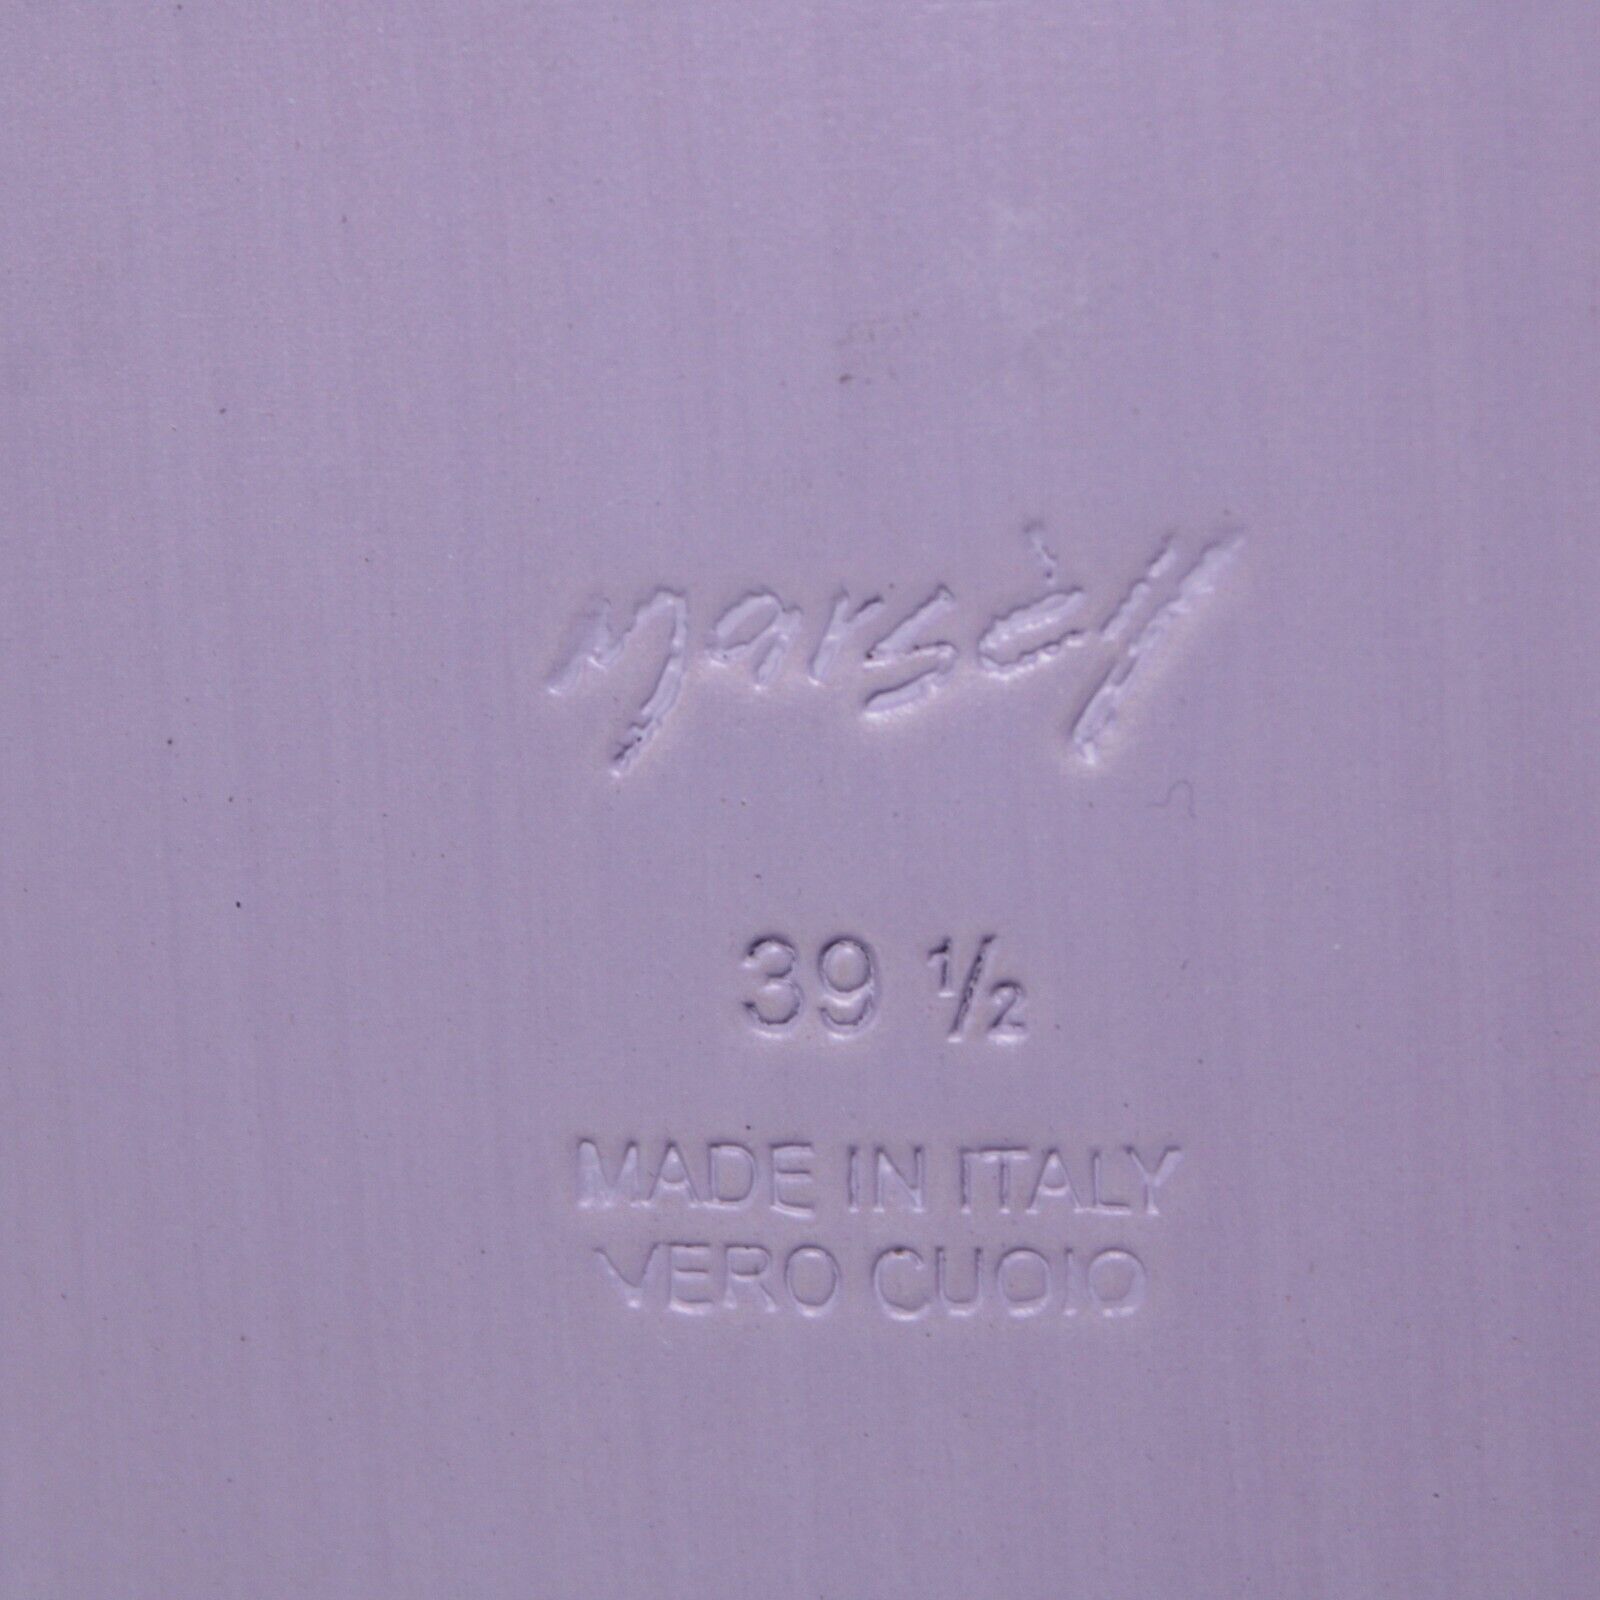 marsèll
39 ½
MADE IN ITALY
VERO CUOIO